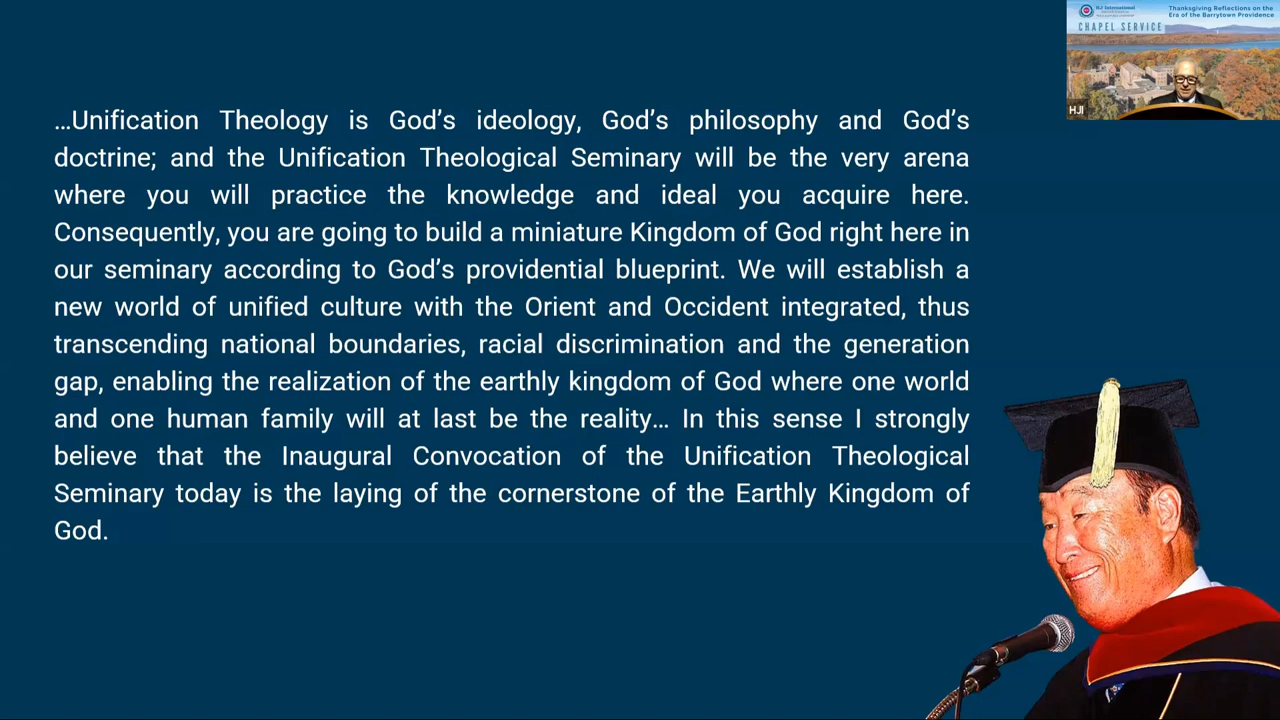 HJ International
Thanksgiving Reflections on the
Era of the Barrytown Providence
CHAPEL SERVICE
HJI
…Unification Theology is God’s ideology, God’s philosophy and God’s
doctrine; and the Unification Theological Seminary will be the very arena
where you will practice the knowledge and ideal you acquire here.
Consequently, you are going to build a miniature Kingdom of God right here in
our seminary according to God’s providential blueprint. We will establish a
new world of unified culture with the Orient and Occident integrated, thus
transcending national boundaries, racial discrimination and the generation
gap, enabling the realization of the earthly kingdom of God where one world
and one human family will at last be the reality… In this sense I strongly
believe that the Inaugural Convocation of the Unification Theological
Seminary today is the laying of the cornerstone of the Earthly Kingdom of
God.